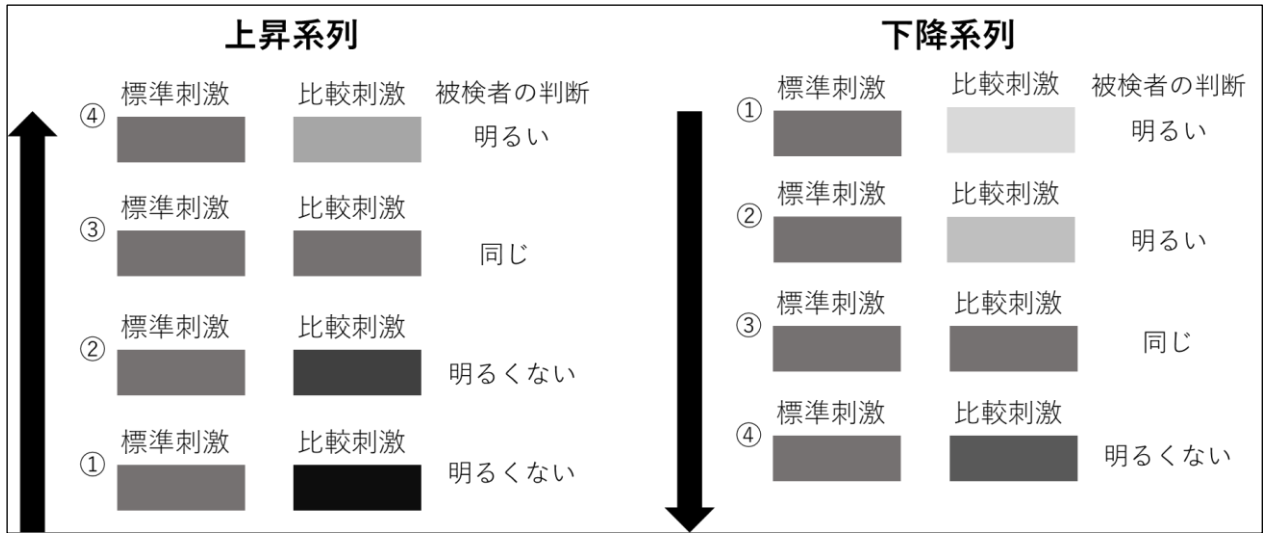 上昇系列
標準刺激 比較刺激 被検者の判断
④ 明るい
標準刺激 比較刺激
③ 同じ
標準刺激 比較刺激
② 明るくない
標準刺激 比較刺激
① 明るくない
下降系列
標準刺激 比較刺激 被検者の判断
① 明るい
標準刺激 比較刺激
② 明るい
標準刺激 比較刺激
③ 同じ
標準刺激 比較刺激
④ 明るくない